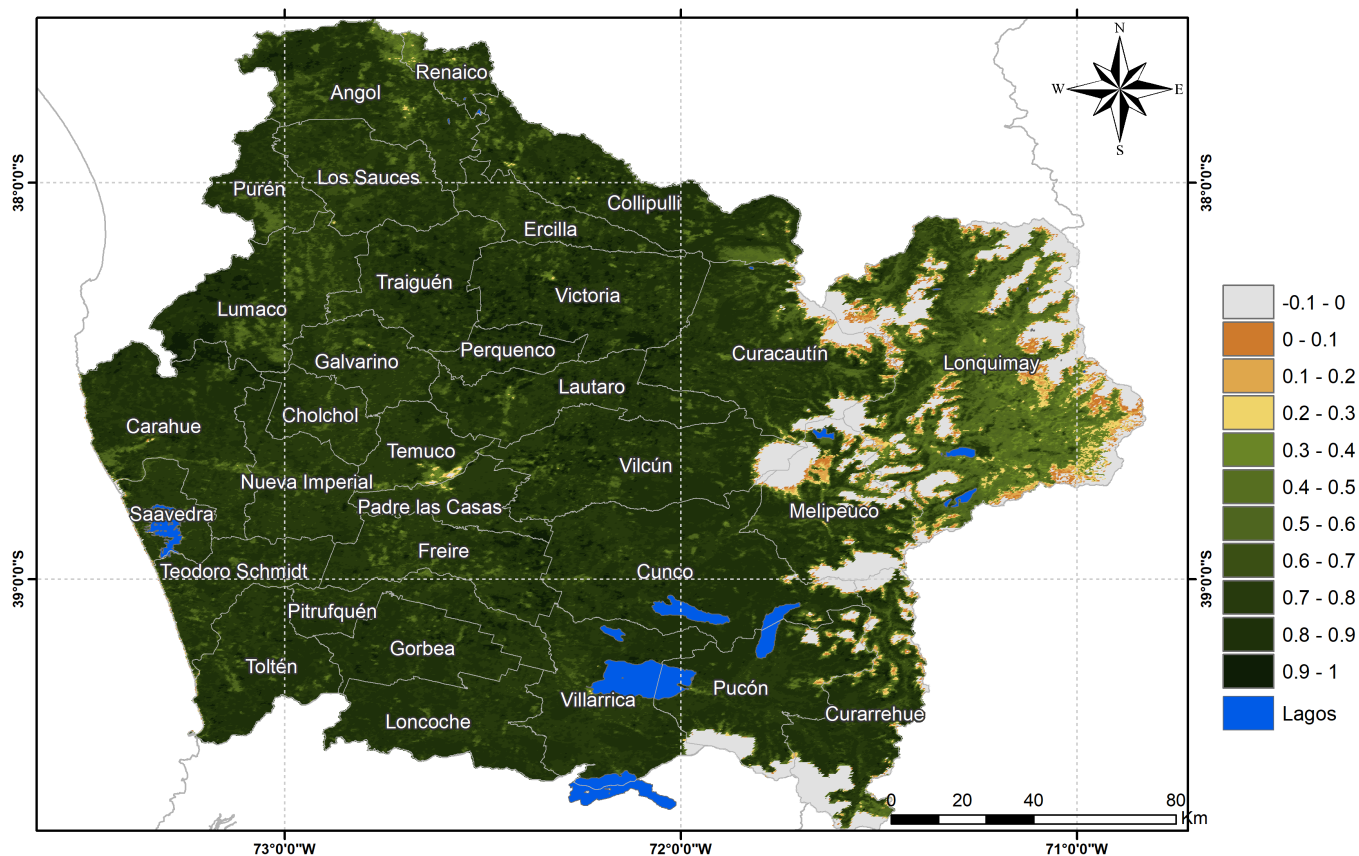 N
W
E
S
Renaico
Angol
Los Sauces
Purén
Collipulli
Ercilla
Traiguén
Victoria
Lumaco
Perquenco
Galvarino
Curacautín
Lonquimay
Lautaro
Cholchol
Carahue
Temuco
Vilcún
Nueva Imperial
Padre las Casas
Melipeuco
Saavedra
Freire
Teodoro Schmidt
Cunco
Pitrufquén
Gorbea
Toltén
Villarrica
Pucón
Loncoche
Curarrehue
38°0'0"S
38°0'0"S
39°0'0"S
39°0'0"S
73°0'0"W
72°0'0"W
71°0'0"W
0 20 40 80
Km
-0.1 - 0
0 - 0.1
0.1 - 0.2
0.2 - 0.3
0.3 - 0.4
0.4 - 0.5
0.5 - 0.6
0.6 - 0.7
0.7 - 0.8
0.8 - 0.9
0.9 - 1
Lagos